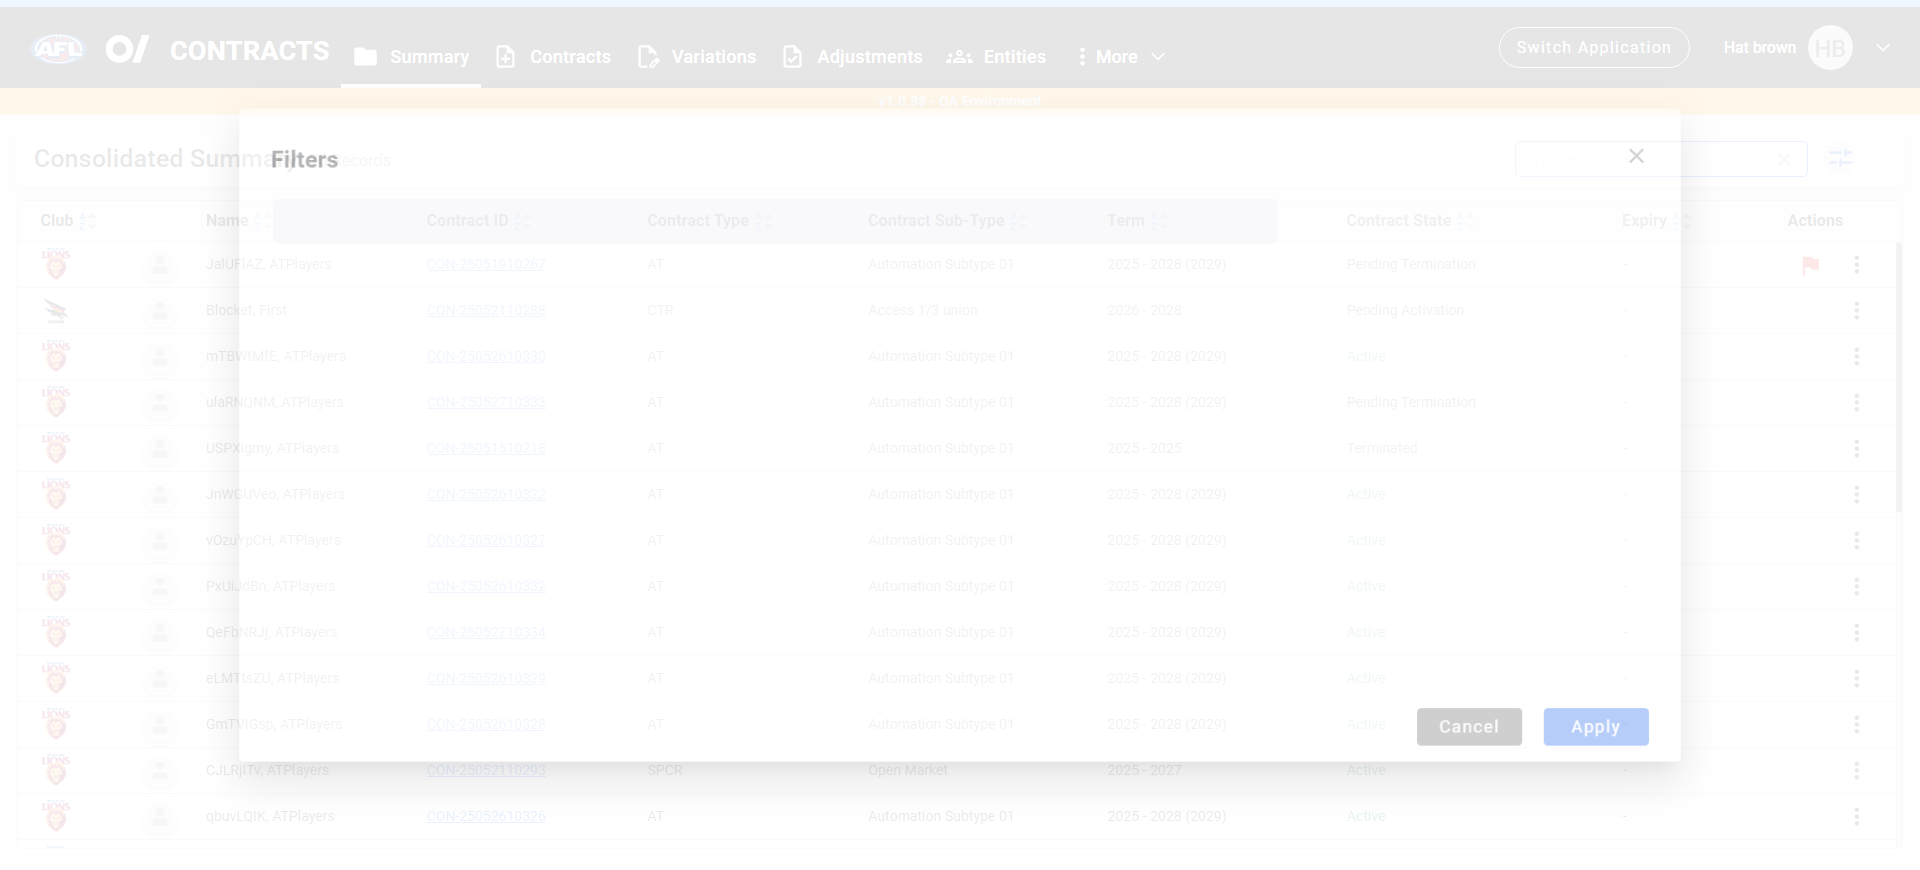 AFL CONTRACTS Summary Contracts Variations Adjustments Entities More Switch Application Hat brown HB
v1.0.98 - QA Environment
Consolidated Summary Records
Filters
Club Name Contract ID Contract Type Contract Sub-Type Term Contract State Expiry Actions
LIONS JalUFIAZ, ATPlayers CON-25051910267 AT Automation Subtype 01 2025 - 2028 (2029) Pending Termination -
Blocket, First CON-25052110288 CTR Access 1/3 union 2026 - 2028 Pending Activation -
LIONS mTBWfMfE, ATPlayers CON-25052610330 AT Automation Subtype 01 2025 - 2028 (2029) Active -
LIONS ulaRNQNM, ATPlayers CON-25052710333 AT Automation Subtype 01 2025 - 2028 (2029) Pending Termination -
LIONS USPXigmy, ATPlayers CON-25051510216 AT Automation Subtype 01 2025 - 2025 Terminated -
LIONS JnWGUVeo, ATPlayers CON-25052610322 AT Automation Subtype 01 2025 - 2028 (2029) Active -
LIONS vOzuYpCH, ATPlayers CON-25052610327 AT Automation Subtype 01 2025 - 2028 (2029) Active -
LIONS PxUiJdBn, ATPlayers CON-25052610332 AT Automation Subtype 01 2025 - 2028 (2029) Active -
LIONS QeFbNRJj, ATPlayers CON-25052710334 AT Automation Subtype 01 2025 - 2028 (2029) Active -
LIONS eLMTtsZU, ATPlayers CON-25052610329 AT Automation Subtype 01 2025 - 2028 (2029) Active -
LIONS GmTVIGsp, ATPlayers CON-25052610328 AT Automation Subtype 01 2025 - 2028 (2029) Active -
Cancel Apply
LIONS CJLRjITv, ATPlayers CON-25052110293 SPCR Open Market 2025 - 2027 Active -
LIONS qbuvLQIK, ATPlayers CON-25052610326 AT Automation Subtype 01 2025 - 2028 (2029) Active -